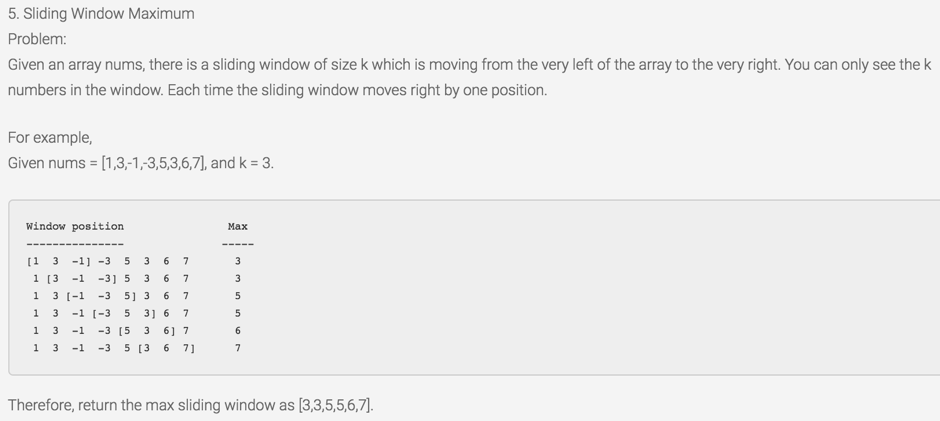 5. Sliding Window Maximum
Problem:
Given an array nums, there is a sliding window of size k which is moving from the very left of the array to the very right. You can only see the k
numbers in the window. Each time the sliding window moves right by one position.
For example,
Given nums = [1,3,-1,-3,5,3,6,7], and k = 3.
Window position                Max
---------------               -----
[1  3  -1] -3  5  3  6  7       3
 1 [3  -1  -3] 5  3  6  7       3
 1  3 [-1  -3  5] 3  6  7       5
 1  3  -1 [-3  5  3] 6  7       5
 1  3  -1  -3 [5  3  6] 7       6
 1  3  -1  -3  5 [3  6  7]      7
Therefore, return the max sliding window as [3,3,5,5,6,7].